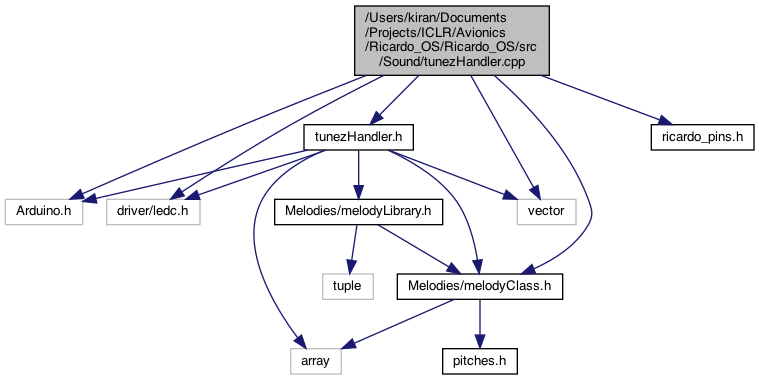 /Users/kiran/Documents
/Projects/ICLR/Avionics
/Ricardo_OS/Ricardo_OS/src
/Sound/tunezHandler.cpp
tunezHandler.h
ricardo_pins.h
Arduino.h
driver/ledc.h
Melodies/melodyLibrary.h
vector
tuple
Melodies/melodyClass.h
array
pitches.h